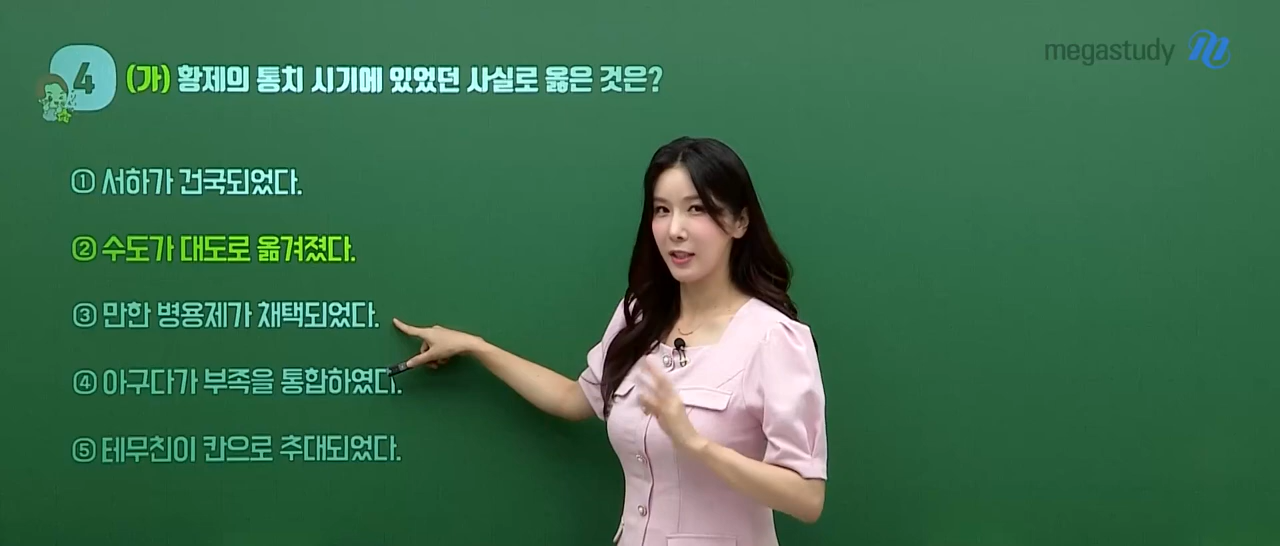 megastudy
4 (가) 황제의 통치 시기에 있었던 사실로 옳은 것은?
① 서하가 건국되었다.
② 수도가 대도로 옮겨졌다.
③ 만한 병용제가 채택되었다.
④ 아구다가 부족을 통합하였다.
⑤ 테무친이 칸으로 추대되었다.